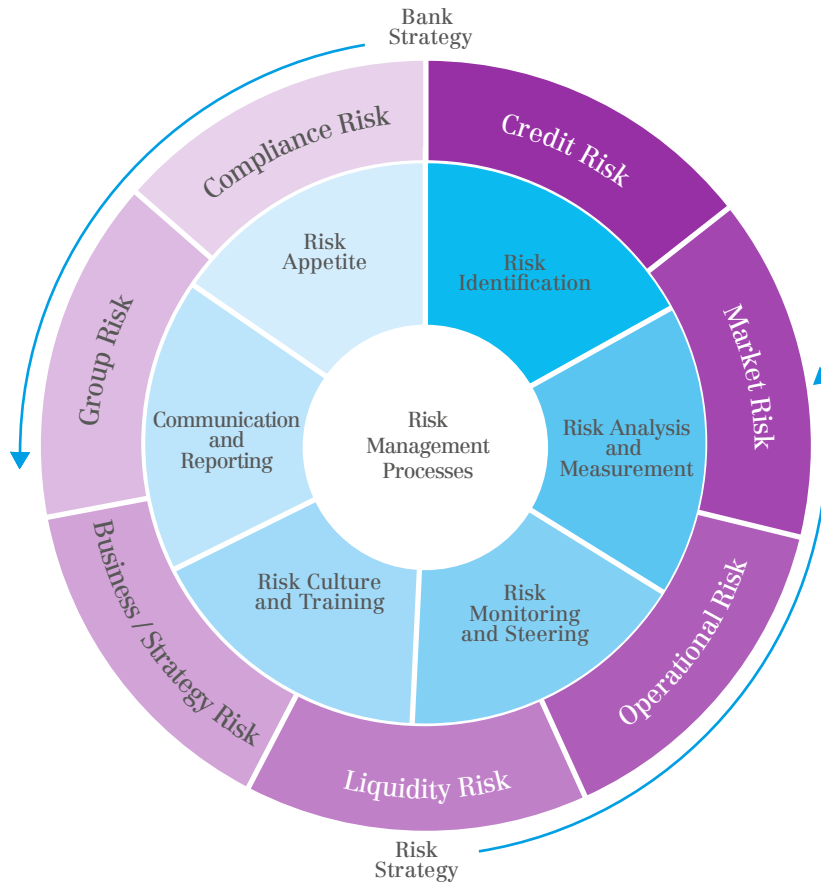 Bank
Strategy
Compliance Risk
Credit Risk
Risk
Appetite
Risk
Identification
Group Risk
Market Risk
Communication
and
Reporting
Risk
Management
Processes
Risk Analysis
and
Measurement
Business / Strategy Risk
Risk Culture
and Training
Risk
Monitoring
and Steering
Operational Risk
Liquidity Risk
Risk
Strategy